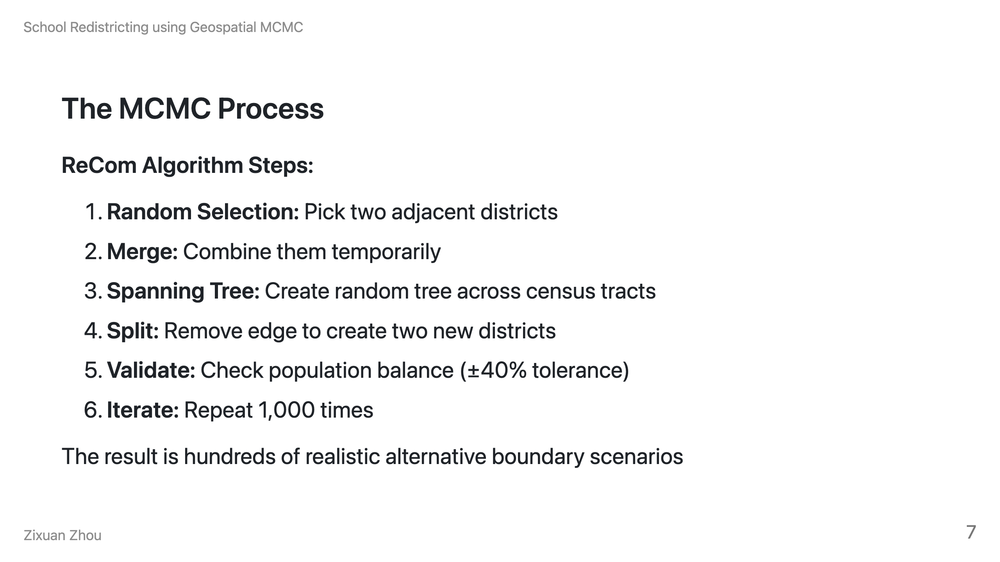 School Redistricting using Geospatial MCMC
The MCMC Process
ReCom Algorithm Steps:
1. Random Selection: Pick two adjacent districts
2. Merge: Combine them temporarily
3. Spanning Tree: Create random tree across census tracts
4. Split: Remove edge to create two new districts
5. Validate: Check population balance (±40% tolerance)
6. Iterate: Repeat 1,000 times
The result is hundreds of realistic alternative boundary scenarios
Zixuan Zhou
7